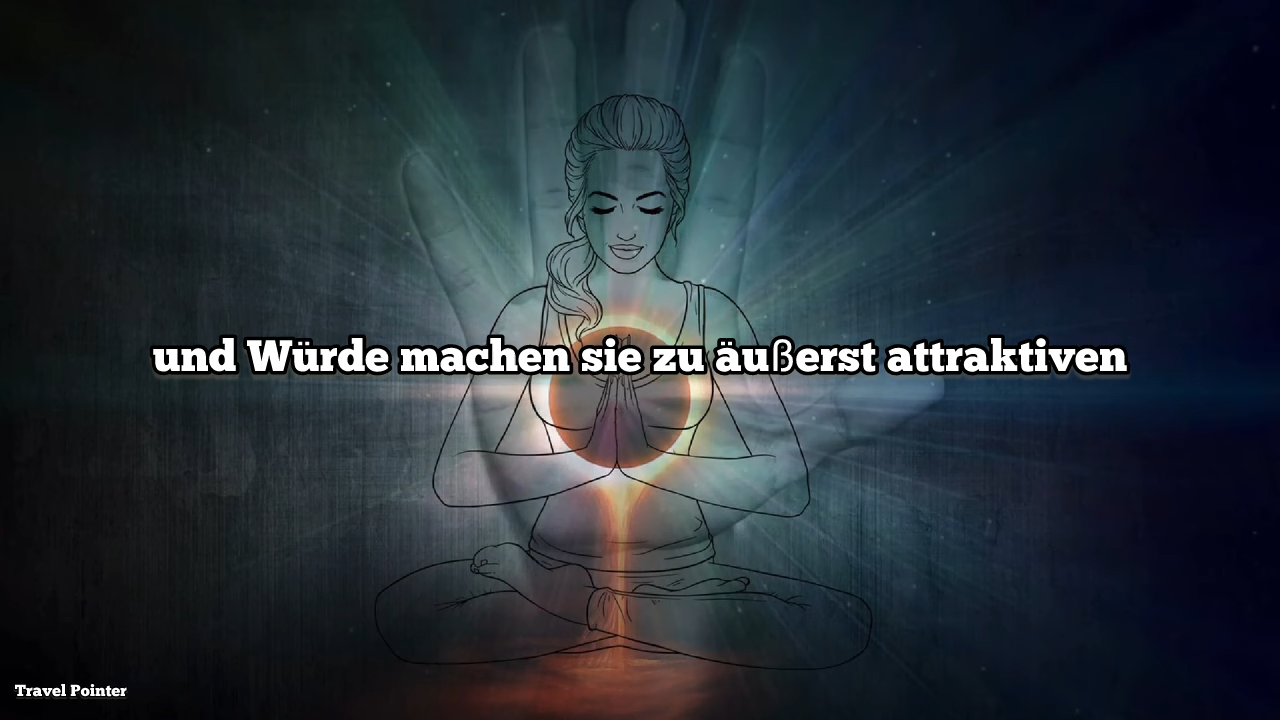 und Würde machen sie zu äußerst attraktiven
Travel Pointer